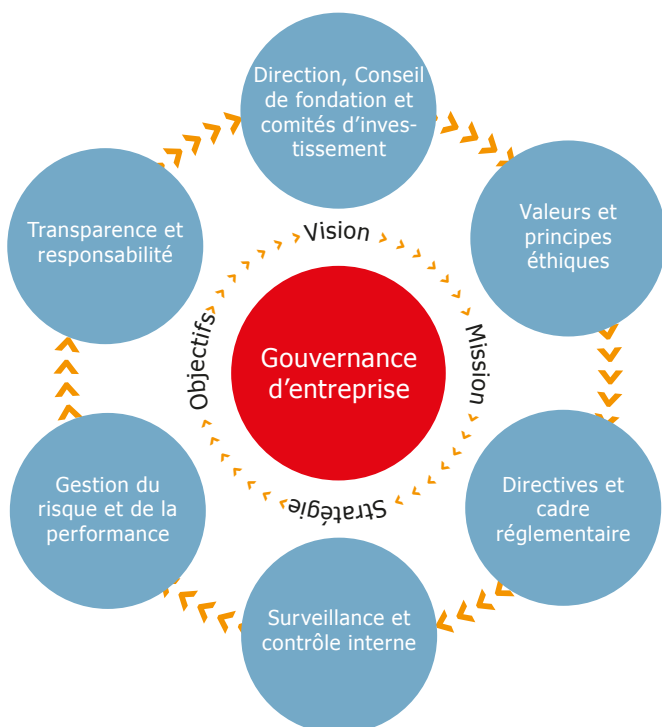 Direction, Conseil
de fondation et
comités d’inves-
tissement
Valeurs et
principes
éthiques
Directives et
cadre
réglementaire
Surveillance et
contrôle interne
Gestion du
risque et de la
performance
Transparence et
responsabilité
Vision
Mission
Stratégie
Objectifs
Gouvernance
d’entreprise